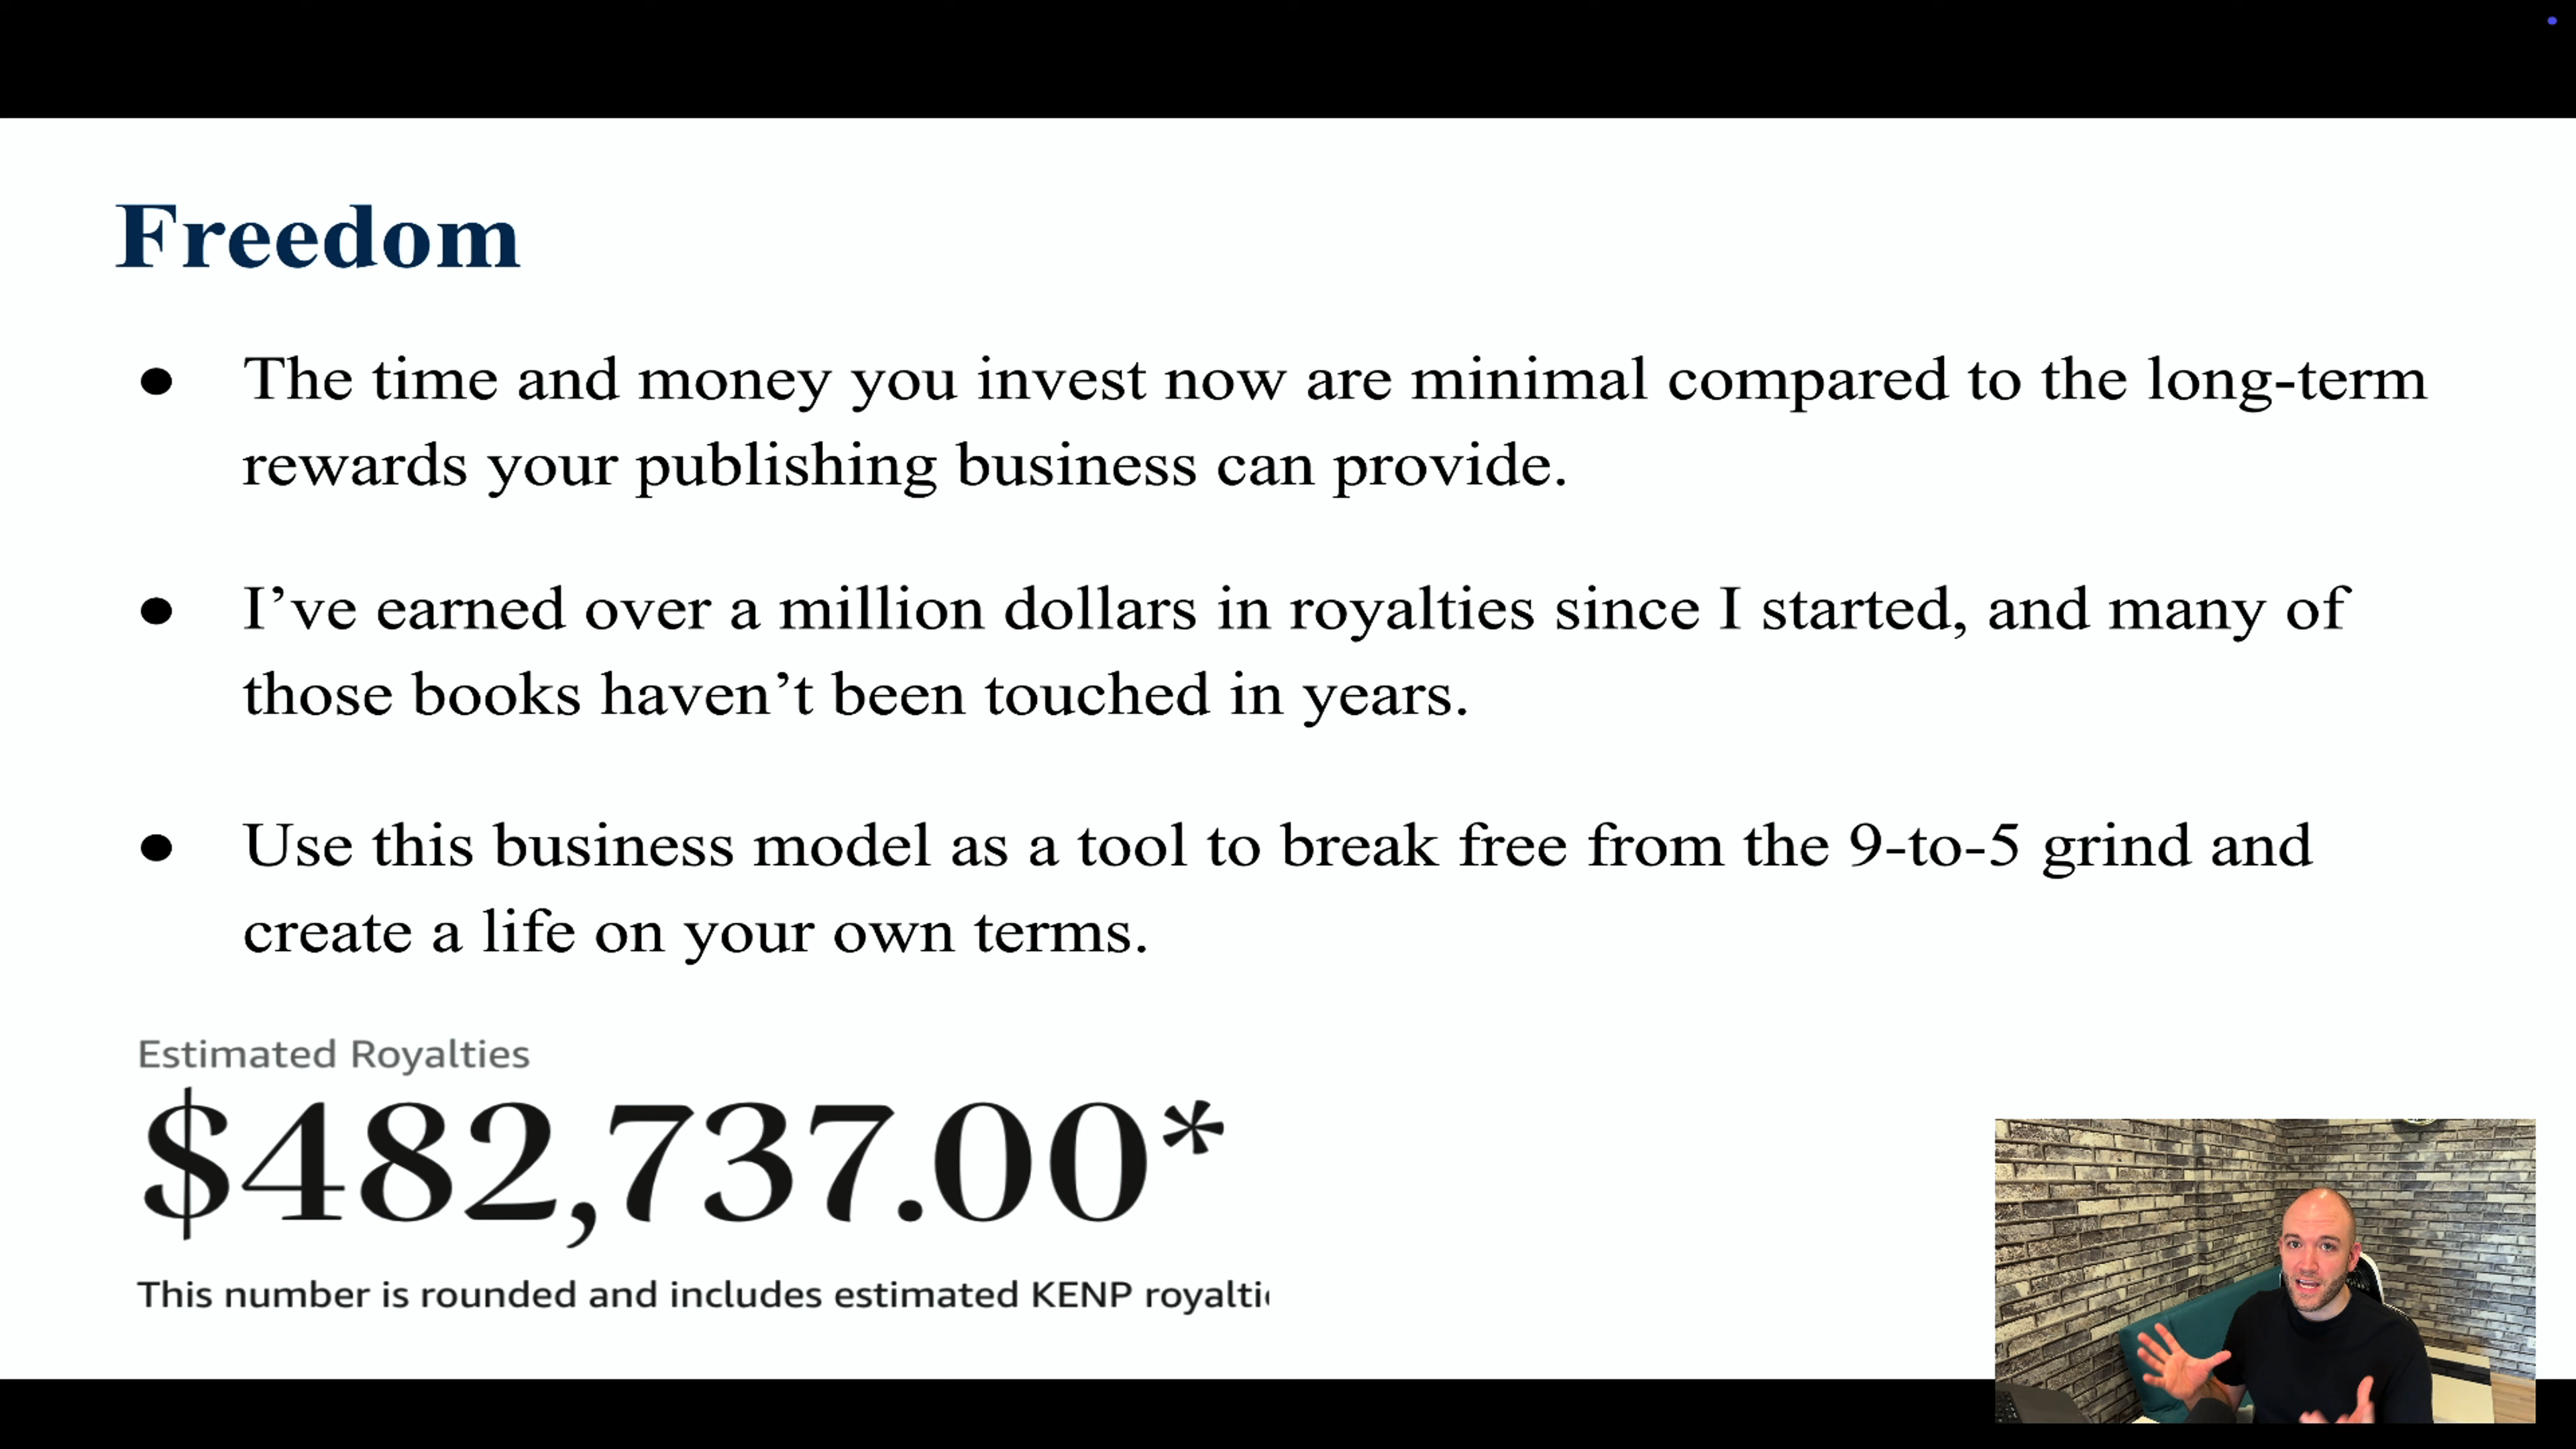 Freedom
● The time and money you invest now are minimal compared to the long-term
rewards your publishing business can provide.
● I’ve earned over a million dollars in royalties since I started, and many of
those books haven’t been touched in years.
● Use this business model as a tool to break free from the 9-to-5 grind and
create a life on your own terms.
Estimated Royalties
$482,737.00*
This number is rounded and includes estimated KENP